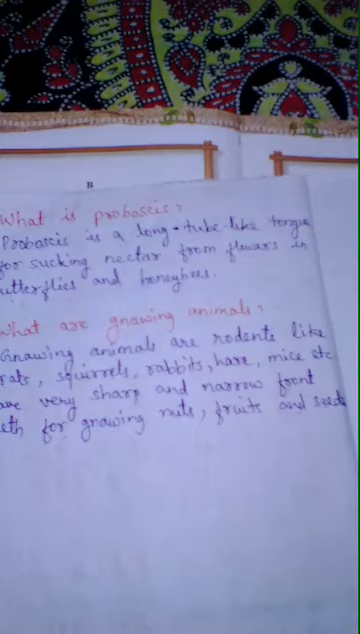 B
What is proboscis?
Proboscis is a long-tube-like tongue
for sucking nectar from flowers in
utterflies and honeybees.
What are gnawing animals?
Gnawing animals are rodents like
rats, squirrels, rabbits, hare, mice etc
ave very sharp and narrow front
eth for gnawing nuts, fruits and seeds